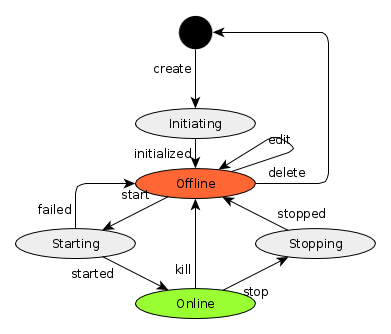 create
Initiating
initialized
edit
Offline
delete
start
failed
stopped
Starting
Stopping
started
kill
stop
Online